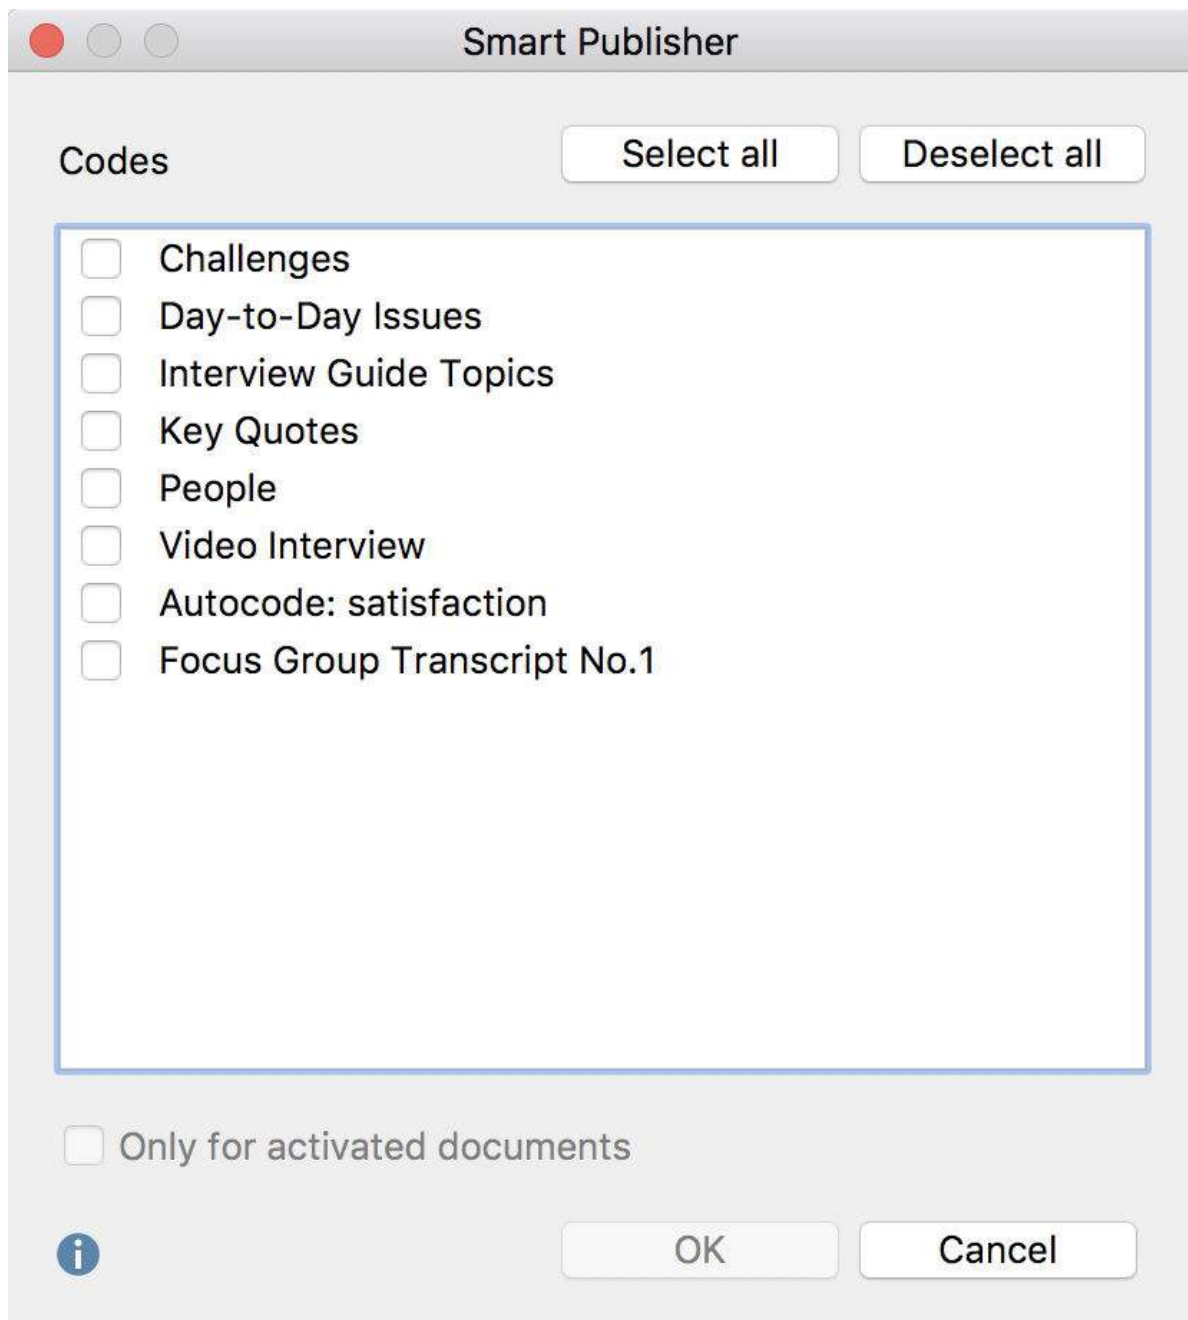 Smart Publisher
Codes
Select all
Deselect all
Challenges
Day-to-Day Issues
Interview Guide Topics
Key Quotes
People
Video Interview
Autocode: satisfaction
Focus Group Transcript No.1
Only for activated documents
OK
Cancel